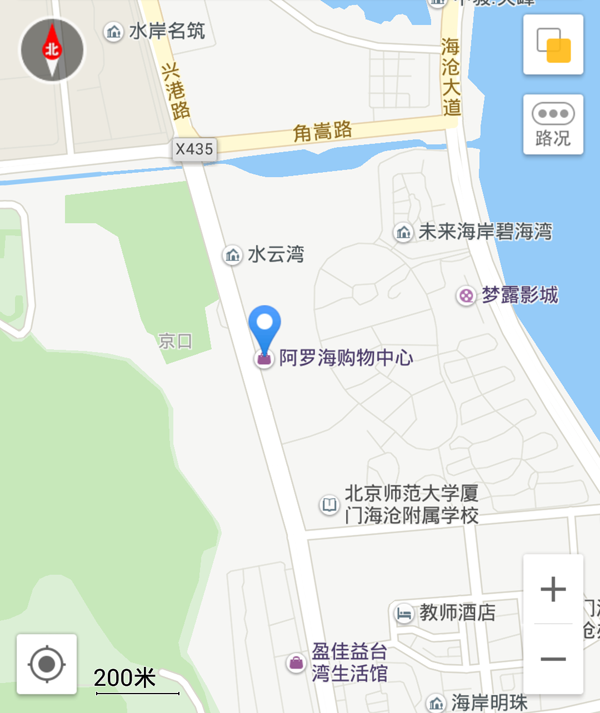 水岸名筑
北
兴港路
海沧大道
路况
角嵩路
X435
未来海岸碧海湾
水云湾
梦露影城
京口
阿罗海购物中心
北京师范大学厦
门海沧附属学校
教师酒店
盈佳益台
湾生活馆
200米
海岸明珠